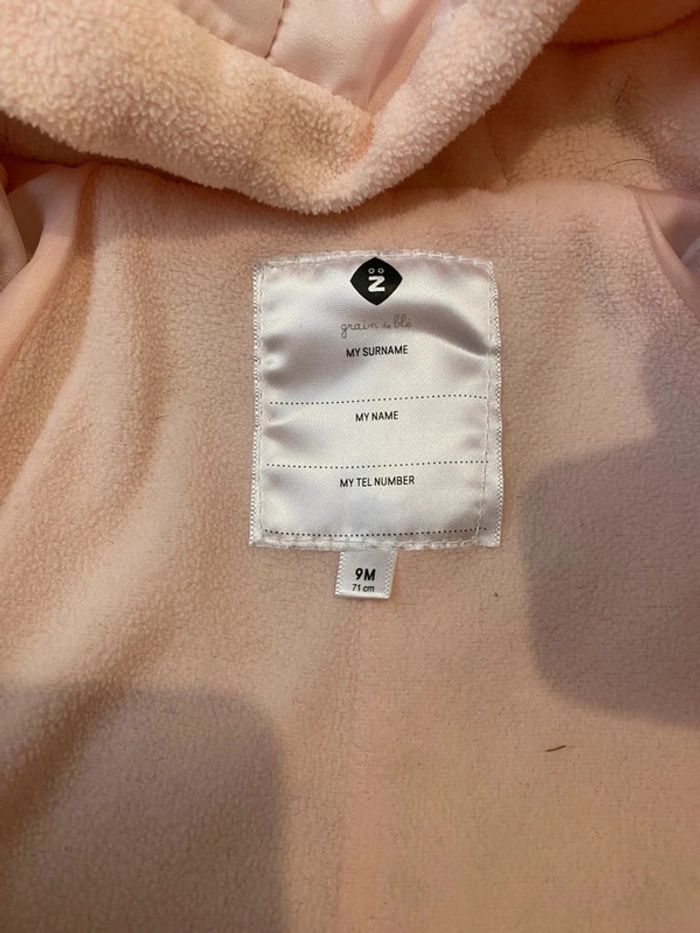 Z̈
grain de blé
MY SURNAME
MY NAME
MY TEL NUMBER
9M
71 cm